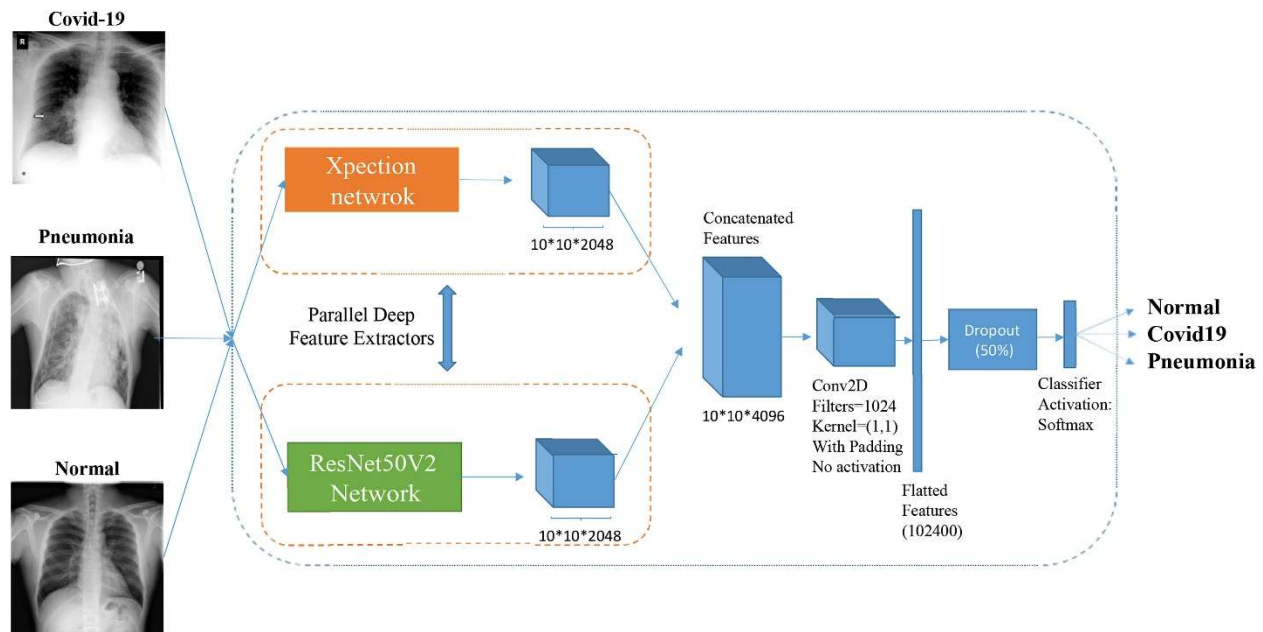 Covid-19
R
Pneumonia
Normal
Xpection
netwrok
10*10*2048
Parallel Deep
Feature Extractors
ResNet50V2
Network
10*10*2048
Concatenated
Features
10*10*4096
Conv2D
Filters=1024
Kernel=(1,1)
With Padding
No activation
Flatted
Features
(102400)
Dropout
(50%)
Classifier
Activation:
Softmax
Normal
Covid19
Pneumonia